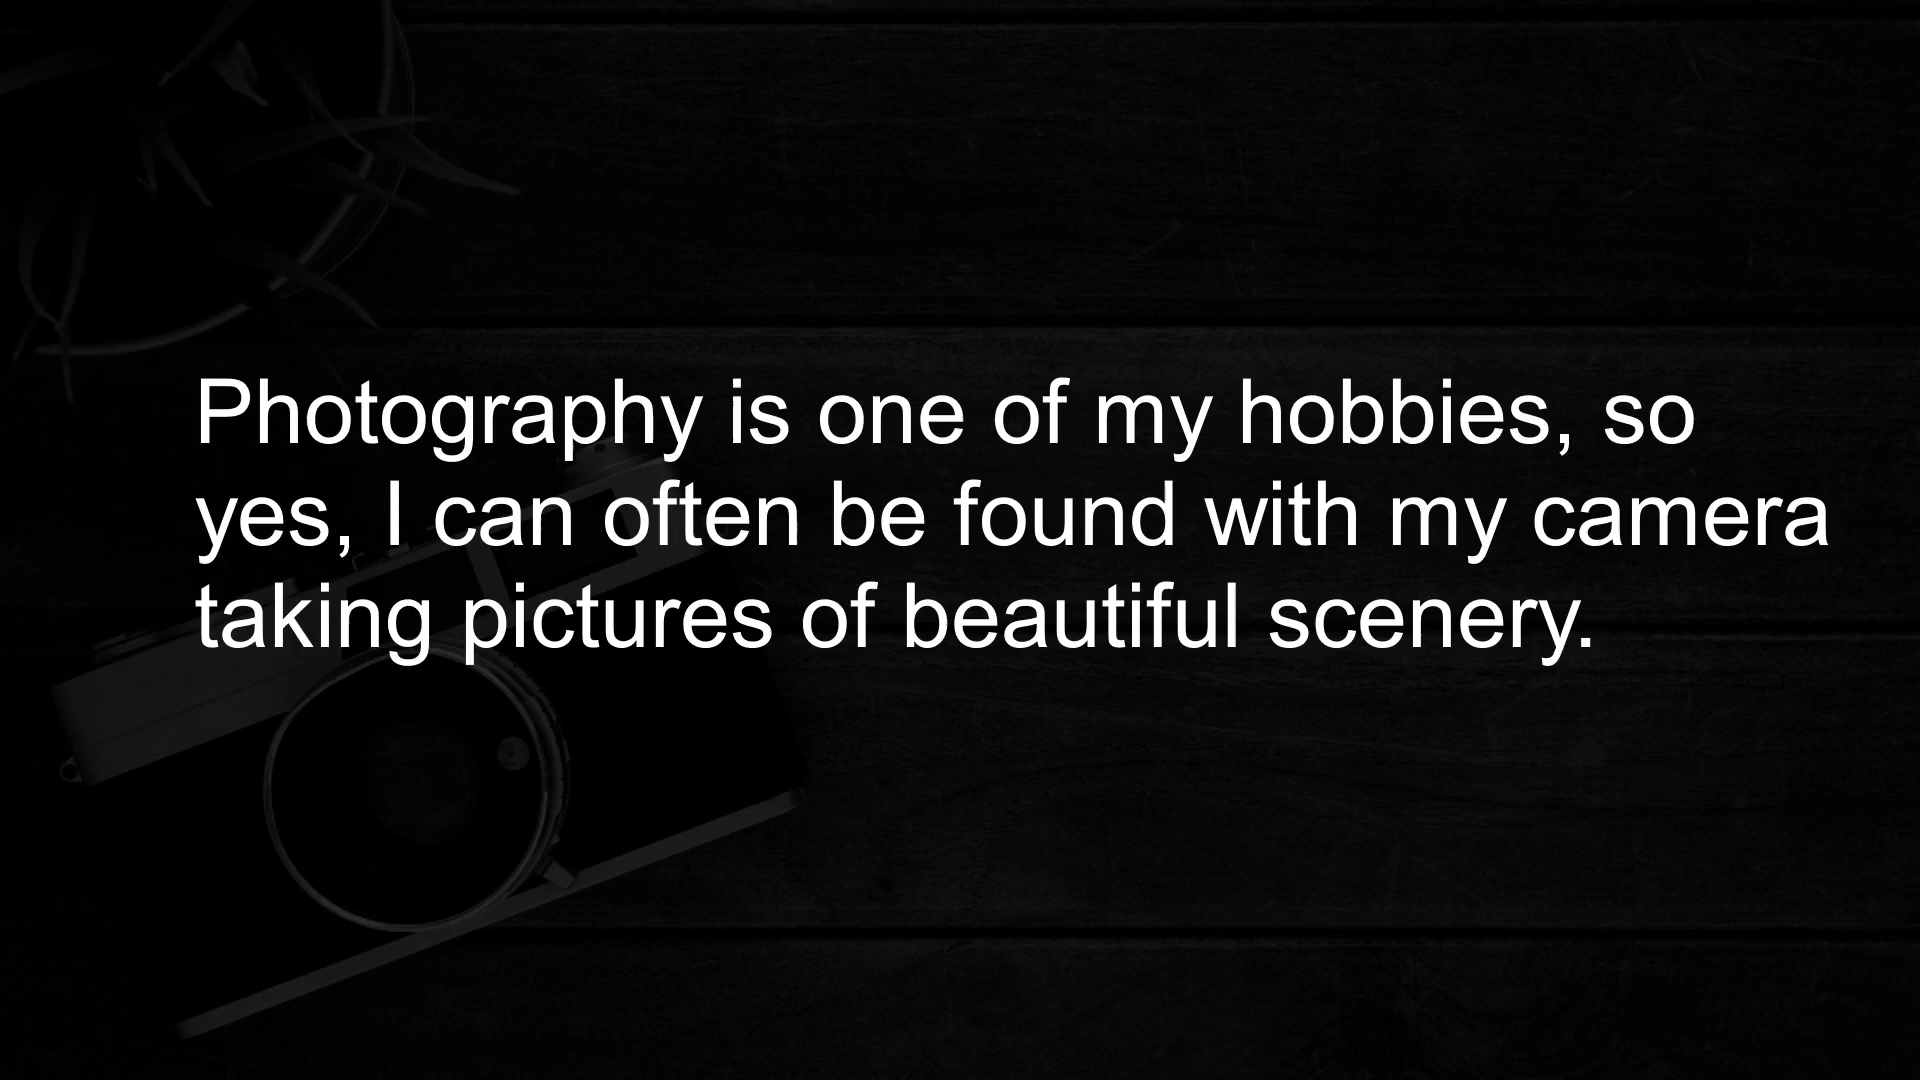 Photography is one of my hobbies, so
yes, I can often be found with my camera
taking pictures of beautiful scenery.